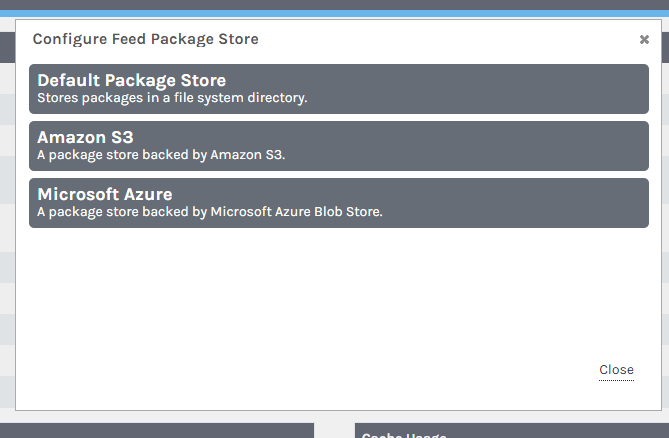 Configure Feed Package Store
Default Package Store
Stores packages in a file system directory.
Amazon S3
A package store backed by Amazon S3.
Microsoft Azure
A package store backed by Microsoft Azure Blob Store.
Close
Cache Usage